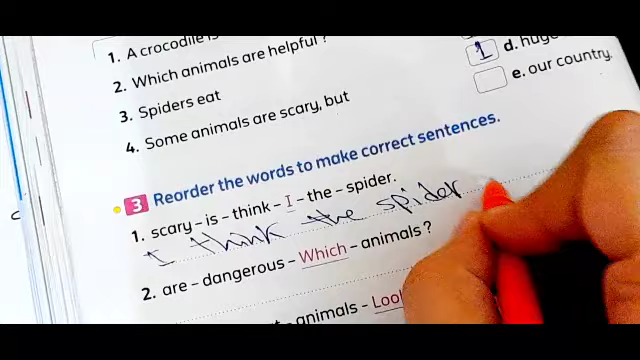 1. A crocodile is
2. Which animals are helpful?
3. Spiders eat
4. Some animals are scary, but
1 d. huge
e. our country.
3 Reorder the words to make correct sentences.
1. scary – is – think – I – the – spider.
I think the spider
2. are – dangerous – Which – animals?
animals – Loo